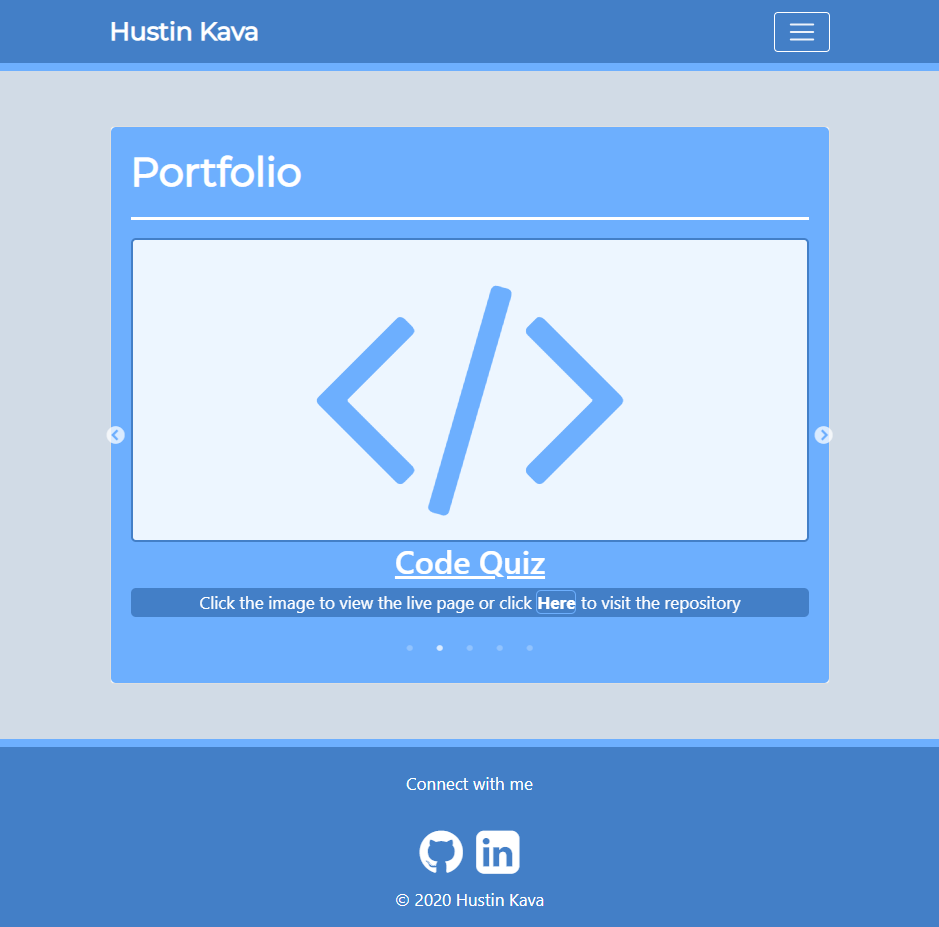 Hustin Kava
Portfolio
</>
Code Quiz
Click the image to view the live page or click Here to visit the repository
Connect with me
in
© 2020 Hustin Kava